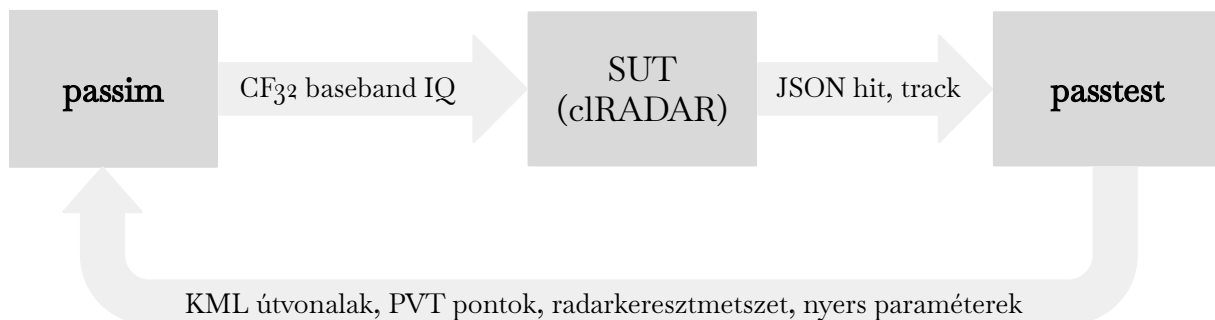 passim
CF32 baseband IQ
SUT
(clRADAR)
JSON hit, track
passtest
KML útvonalak, PVT pontok, radarkeresztmetszet, nyers paraméterek